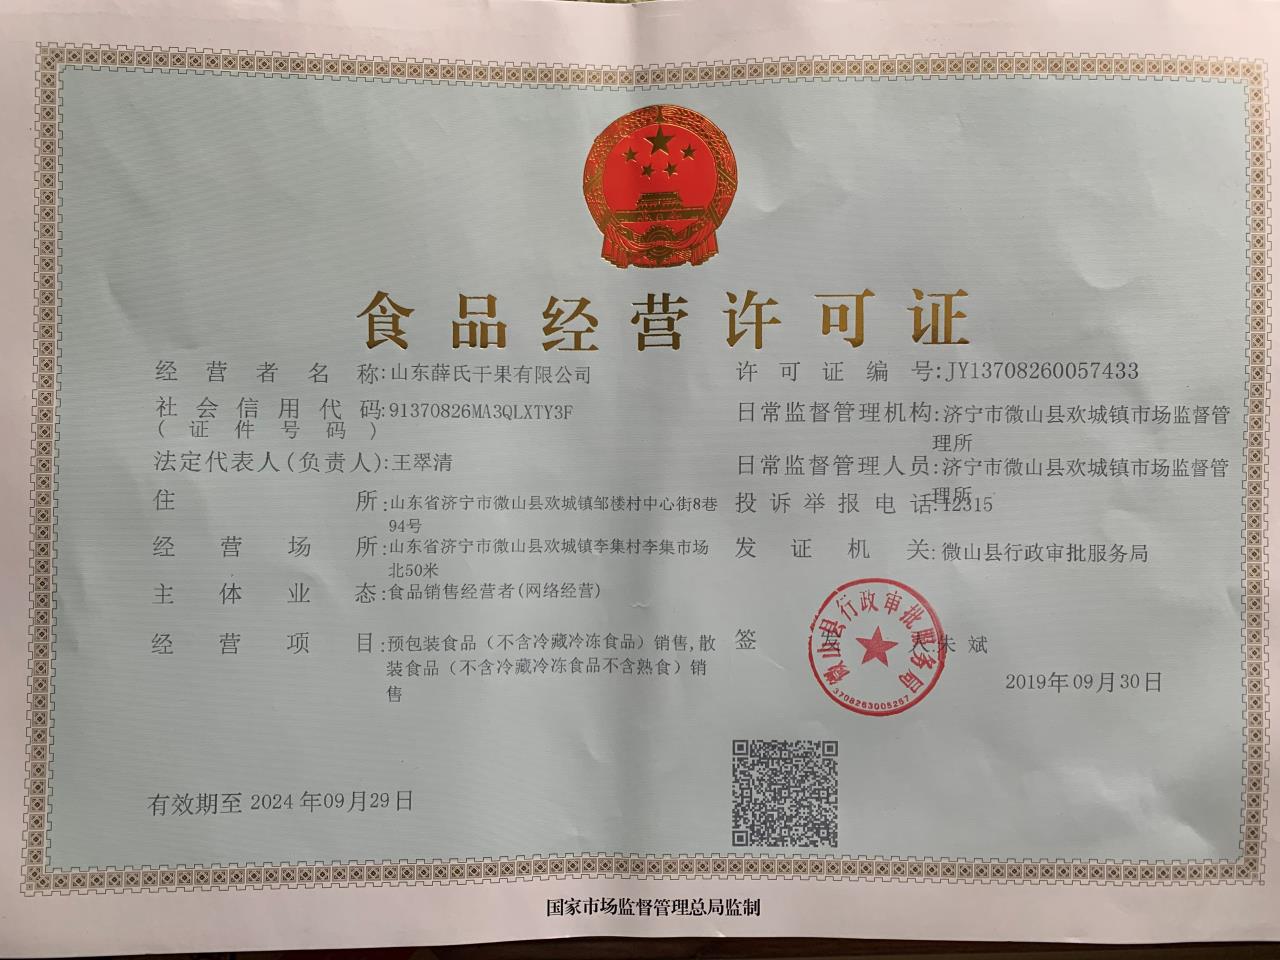 食品经营许可证
经营者名称:山东薛氏干果有限公司
社会信用代码:91370826MA3QLXTY3F
(证件号码)
法定代表人(负责人):王翠清
住所:山东省济宁市微山县欢城镇邹楼村中心街8巷
94号
经营场所:山东省济宁市微山县欢城镇李集村李集市场
北50米
主体业态:食品销售经营者(网络经营)
经营项目:预包装食品（不含冷藏冷冻食品）销售,散
装食品（不含冷藏冷冻食品不含熟食）销
售
有效期至 2024年09月29日
许可证编号:JY13708260057433
日常监督管理机构:济宁市微山县欢城镇市场监督管
理所
日常监督管理人员:济宁市微山县欢城镇市场监督管
理所
投诉举报电话:12315
发证机关:微山县行政审批服务局
签发人:朱斌
微山县行政审批服务局
3708263005267
2019年09月30日
国家市场监督管理总局监制